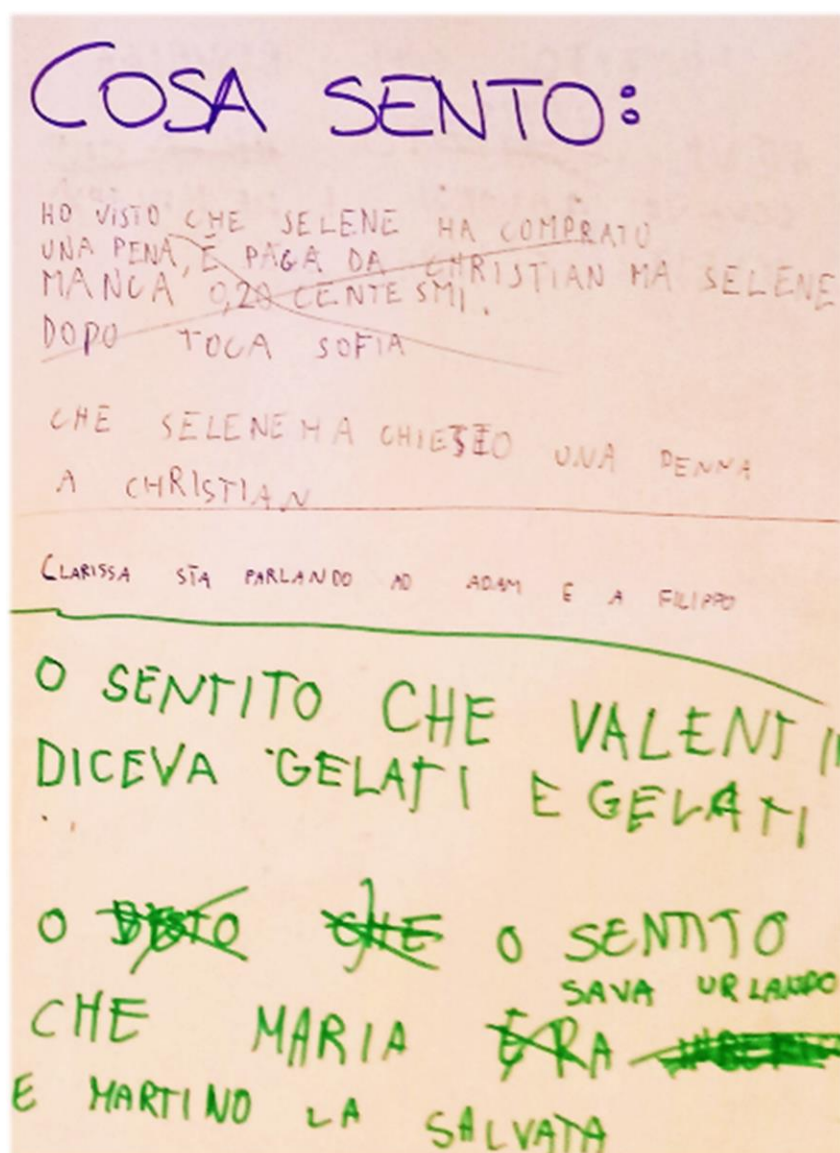 COSA SENTO:
HO VISTO CHE SELENE HA COMPRATO
UNA PENA, E PAGA DA CHRISTIAN MA SELENE
MANCA 0,20 CENTESMI.
DOPO TOCA SOFIA
CHE SELENE HA CHIESTO UNA PENNA
A CHRISTIAN
CLARISSA STA PARLANDO AD ADAM E A FILIPPO
O SENTITO CHE VALENTI
DICEVA GELATI E GELATI
O O SENTITO
SAVA URLANDO
CHE MARIA ERA
E MARTINO LA SALVATA